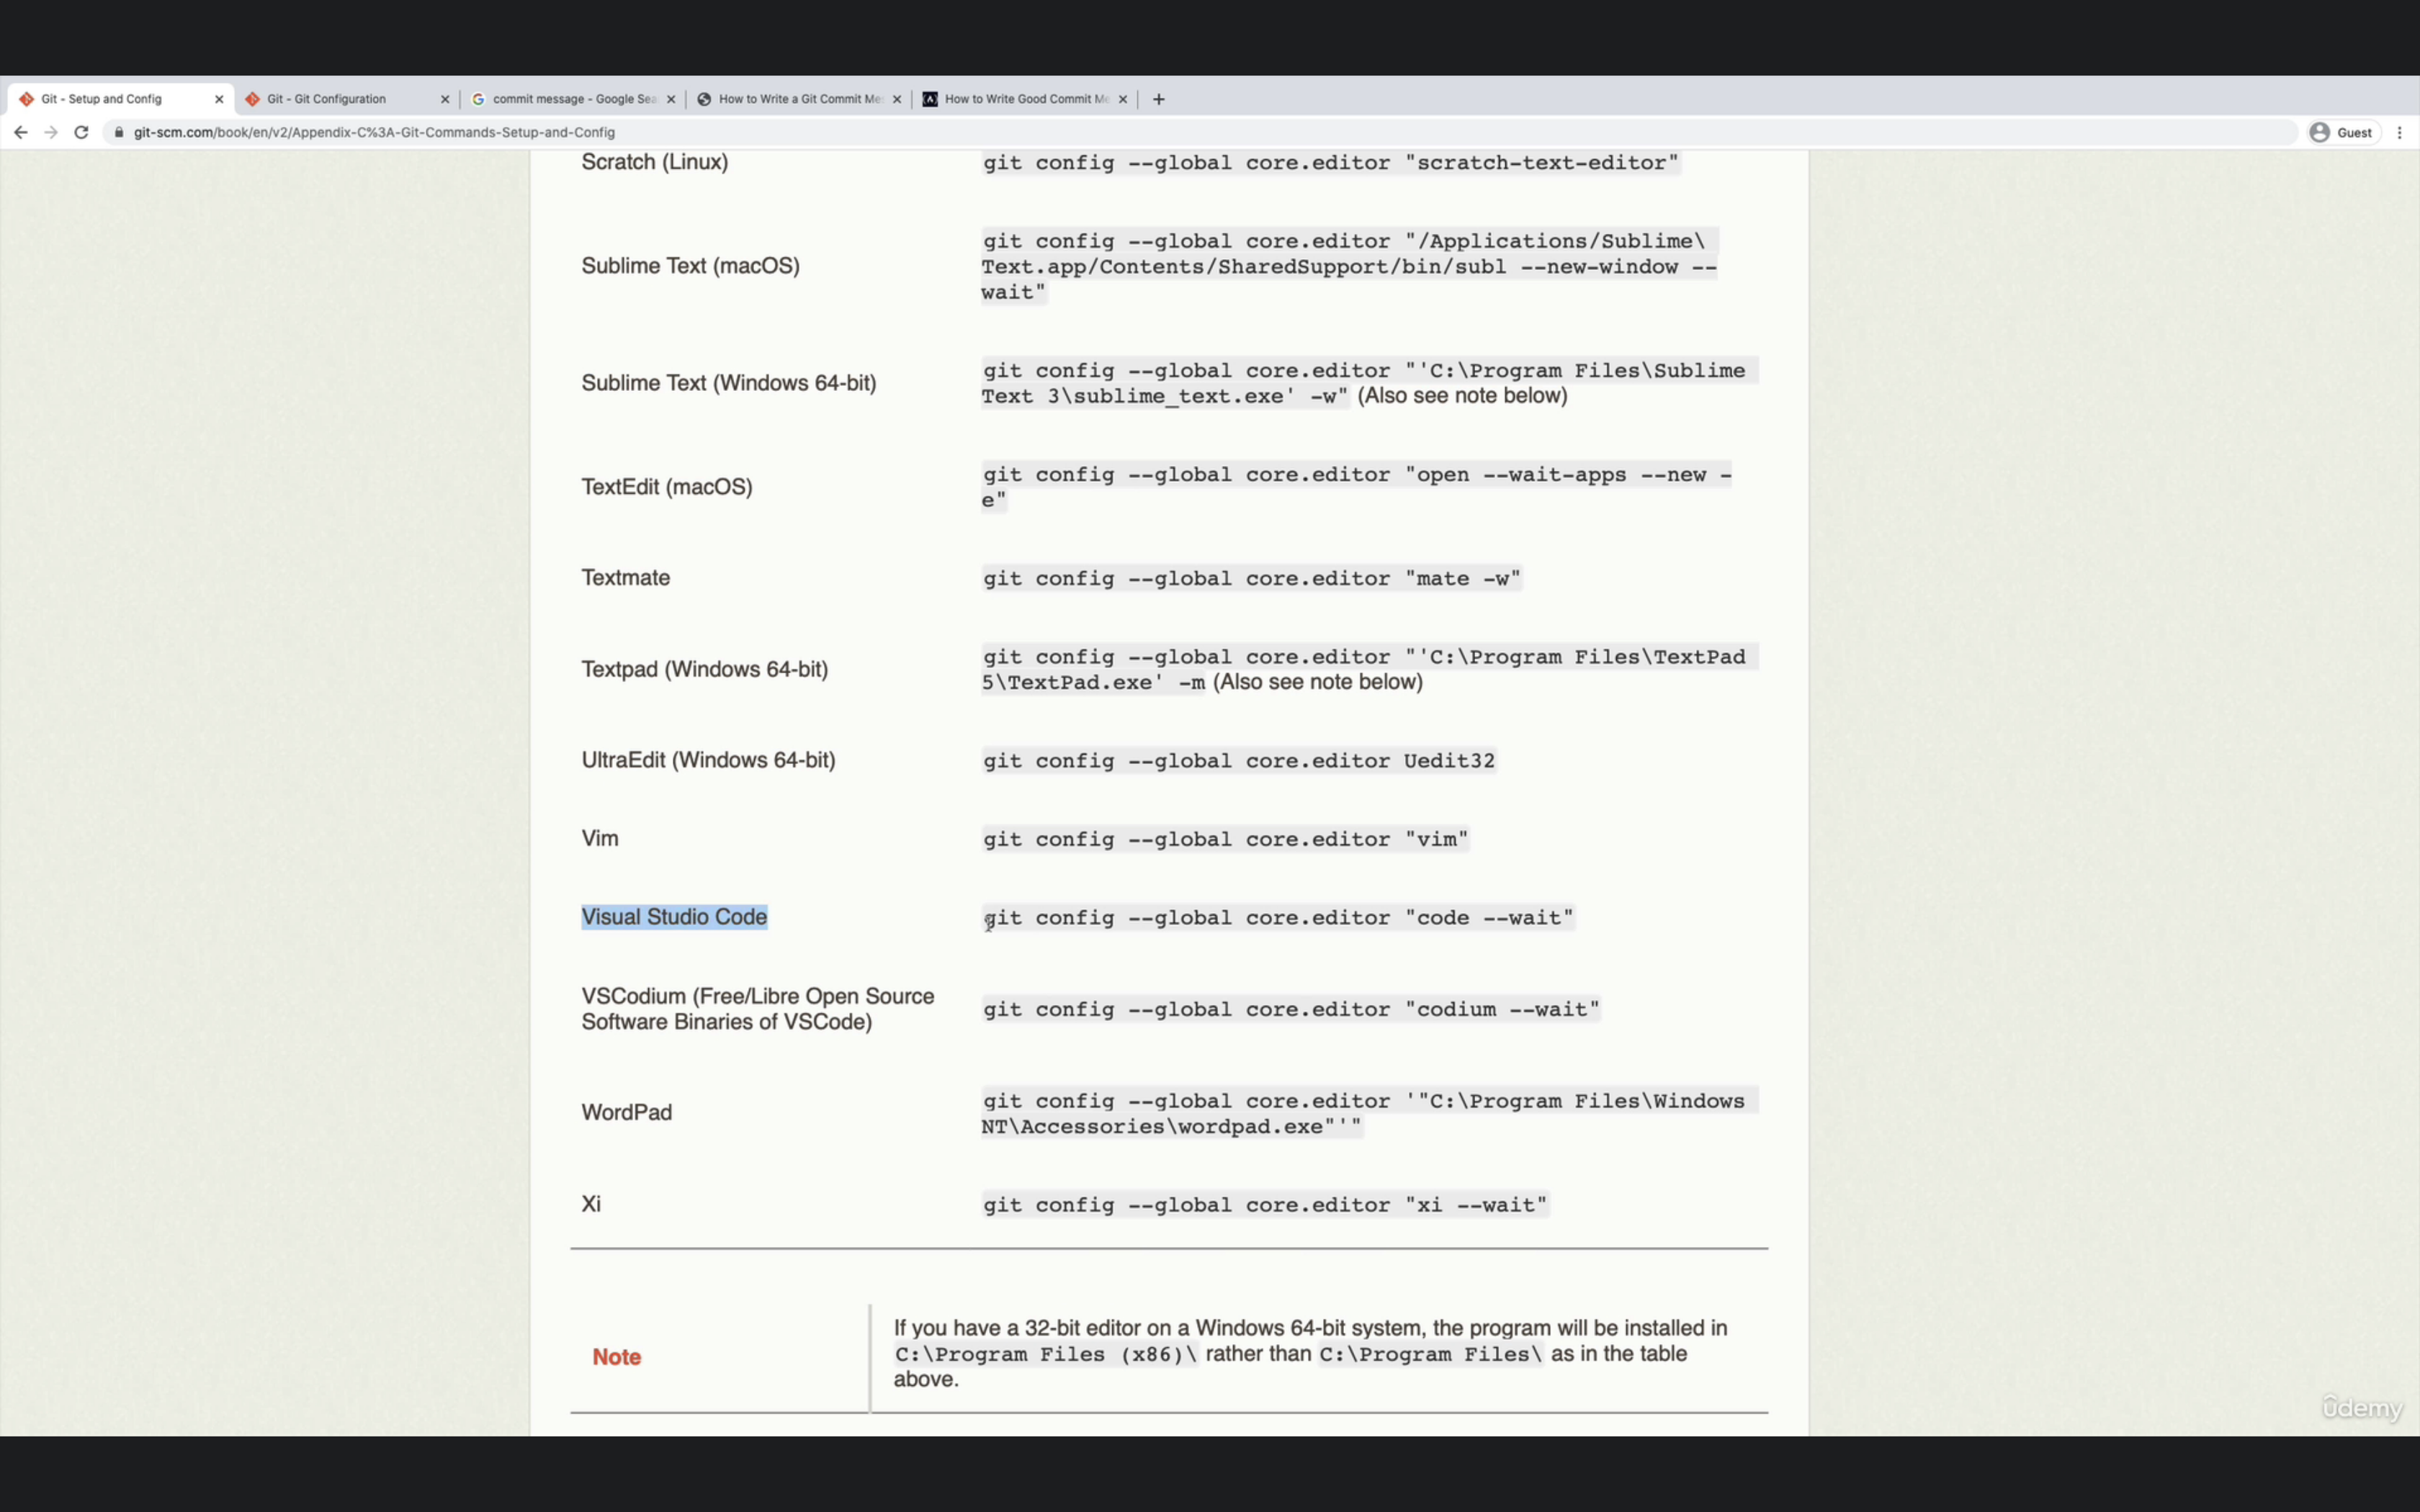 Git - Setup and Config
Git - Git Configuration
commit message - Google Sea
How to Write a Git Commit Mes
How to Write Good Commit Me
git-scm.com/book/en/v2/Appendix-C%3A-Git-Commands-Setup-and-Config
Guest
Scratch (Linux)
git config --global core.editor "scratch-text-editor"
Sublime Text (macOS)
git config --global core.editor "/Applications/Sublime\
Text.app/Contents/SharedSupport/bin/subl --new-window --
wait"
Sublime Text (Windows 64-bit)
git config --global core.editor "'C:\Program Files\Sublime
Text 3\sublime_text.exe' -w" (Also see note below)
TextEdit (macOS)
git config --global core.editor "open --wait-apps --new -
e"
Textmate
git config --global core.editor "mate -w"
Textpad (Windows 64-bit)
git config --global core.editor "'C:\Program Files\TextPad
5\TextPad.exe' -m (Also see note below)
UltraEdit (Windows 64-bit)
git config --global core.editor Uedit32
Vim
git config --global core.editor "vim"
Visual Studio Code
git config --global core.editor "code --wait"
VSCodium (Free/Libre Open Source
Software Binaries of VSCode)
git config --global core.editor "codium --wait"
WordPad
git config --global core.editor '"C:\Program Files\Windows
NT\Accessories\wordpad.exe"'"
Xi
git config --global core.editor "xi --wait"
Note
If you have a 32-bit editor on a Windows 64-bit system, the program will be installed in
C:\Program Files (x86)\ rather than C:\Program Files\ as in the table
above.
ûdemy